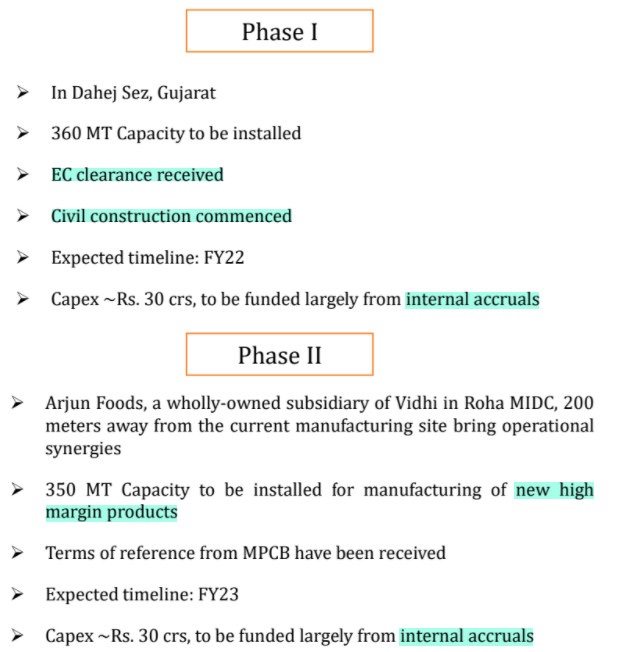 Phase I
➢ In Dahej Sez, Gujarat
➢ 360 MT Capacity to be installed
➢ EC clearance received
➢ Civil construction commenced
➢ Expected timeline: FY22
➢ Capex ~Rs. 30 crs, to be funded largely from internal accruals
Phase II
➢ Arjun Foods, a wholly-owned subsidiary of Vidhi in Roha MIDC, 200
meters away from the current manufacturing site bring operational
synergies
➢ 350 MT Capacity to be installed for manufacturing of new high
margin products
➢ Terms of reference from MPCB have been received
➢ Expected timeline: FY23
➢ Capex ~Rs. 30 crs, to be funded largely from internal accruals